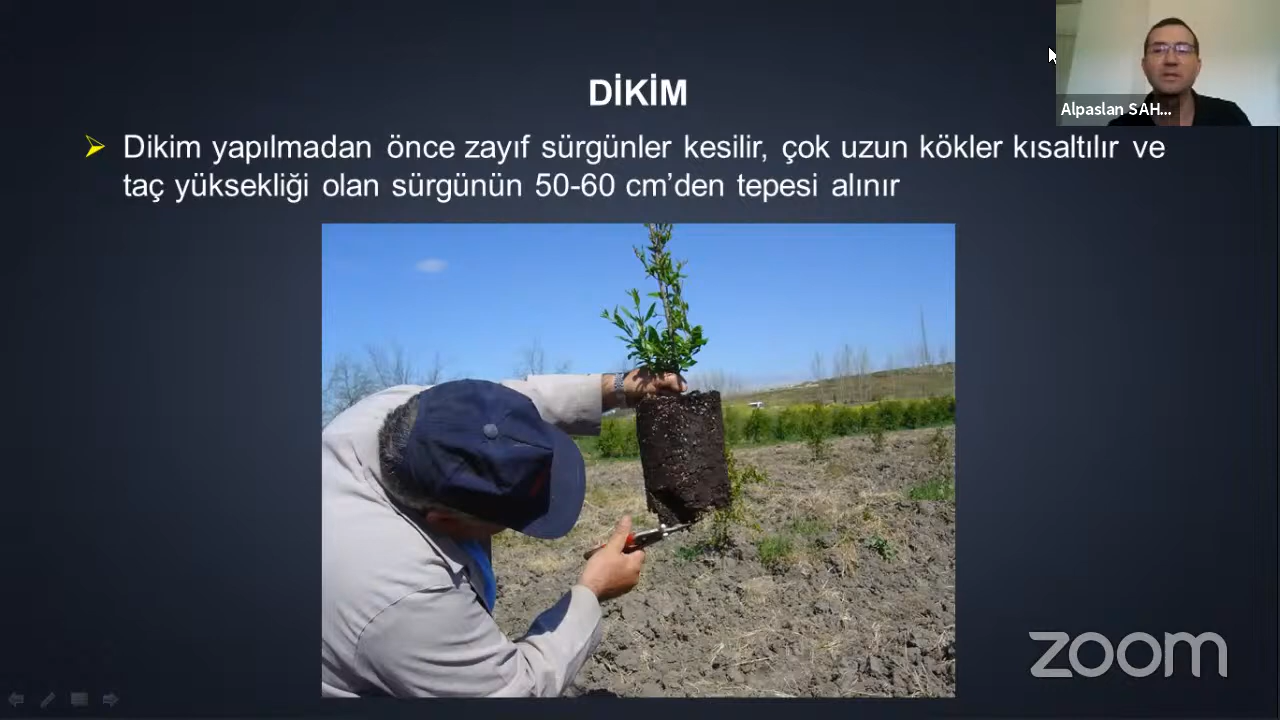 DİKİM
Dikim yapılmadan önce zayıf sürgünler kesilir, çok uzun kökler kısaltılır ve
taç yüksekliği olan sürgünün 50-60 cm’den tepesi alınır
Alpaslan SAH...
zoom